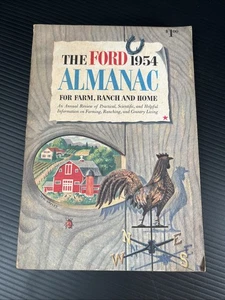 $1.00
THE FORD 1954
ALMANAC
FOR FARM, RANCH AND HOME
An Annual Review of Practical, Scientific, and Helpful
Information on Farming, Ranching, and Country Living
N E
W S